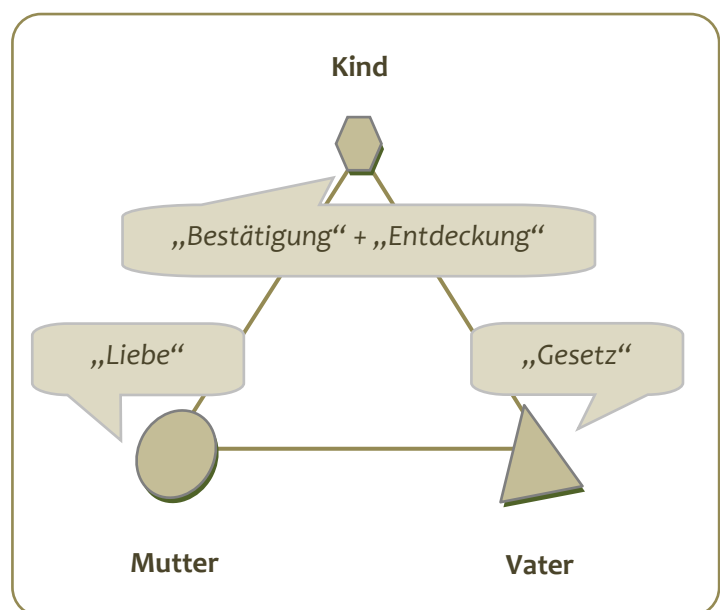 Kind
„Bestätigung“ + „Entdeckung“
„Liebe“
„Gesetz“
Mutter
Vater